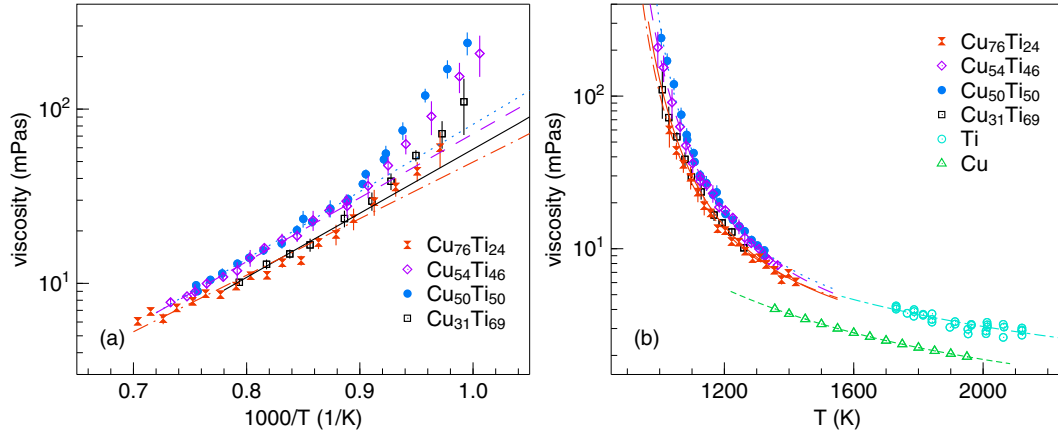 viscosity (mPas)
10²
10¹
(a)
Cu₇₆Ti₂₄
Cu₅₄Ti₄₆
Cu₅₀Ti₅₀
Cu₃₁Ti₆₉
0.7 0.8 0.9 1.0
1000/T (1/K)
viscosity (mPas)
10²
10¹
(b)
Cu₇₆Ti₂₄
Cu₅₄Ti₄₆
Cu₅₀Ti₅₀
Cu₃₁Ti₆₉
Ti
Cu
1200 1600 2000
T (K)